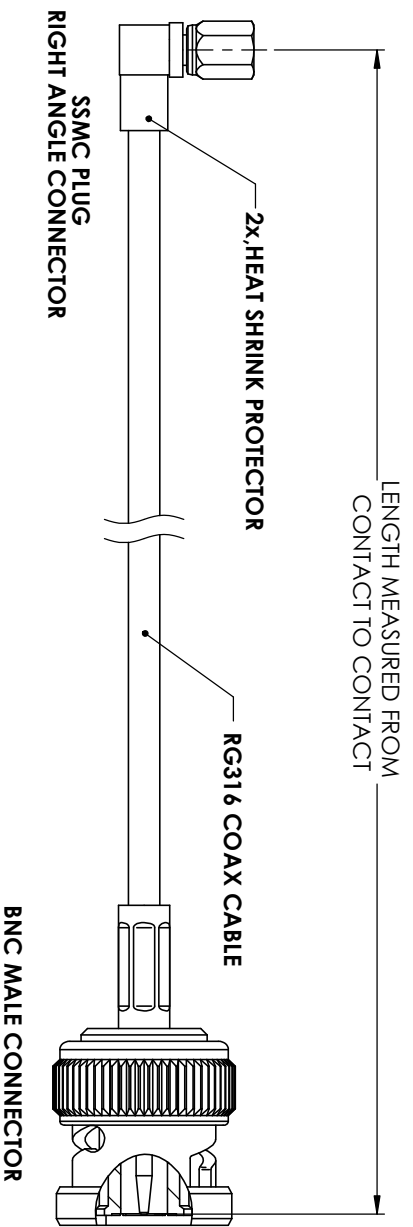 LENGTH MEASURED FROM
CONTACT TO CONTACT
2x,HEAT SHRINK PROTECTOR
RG316 COAX CABLE
SSMC PLUG
RIGHT ANGLE CONNECTOR
BNC MALE CONNECTOR